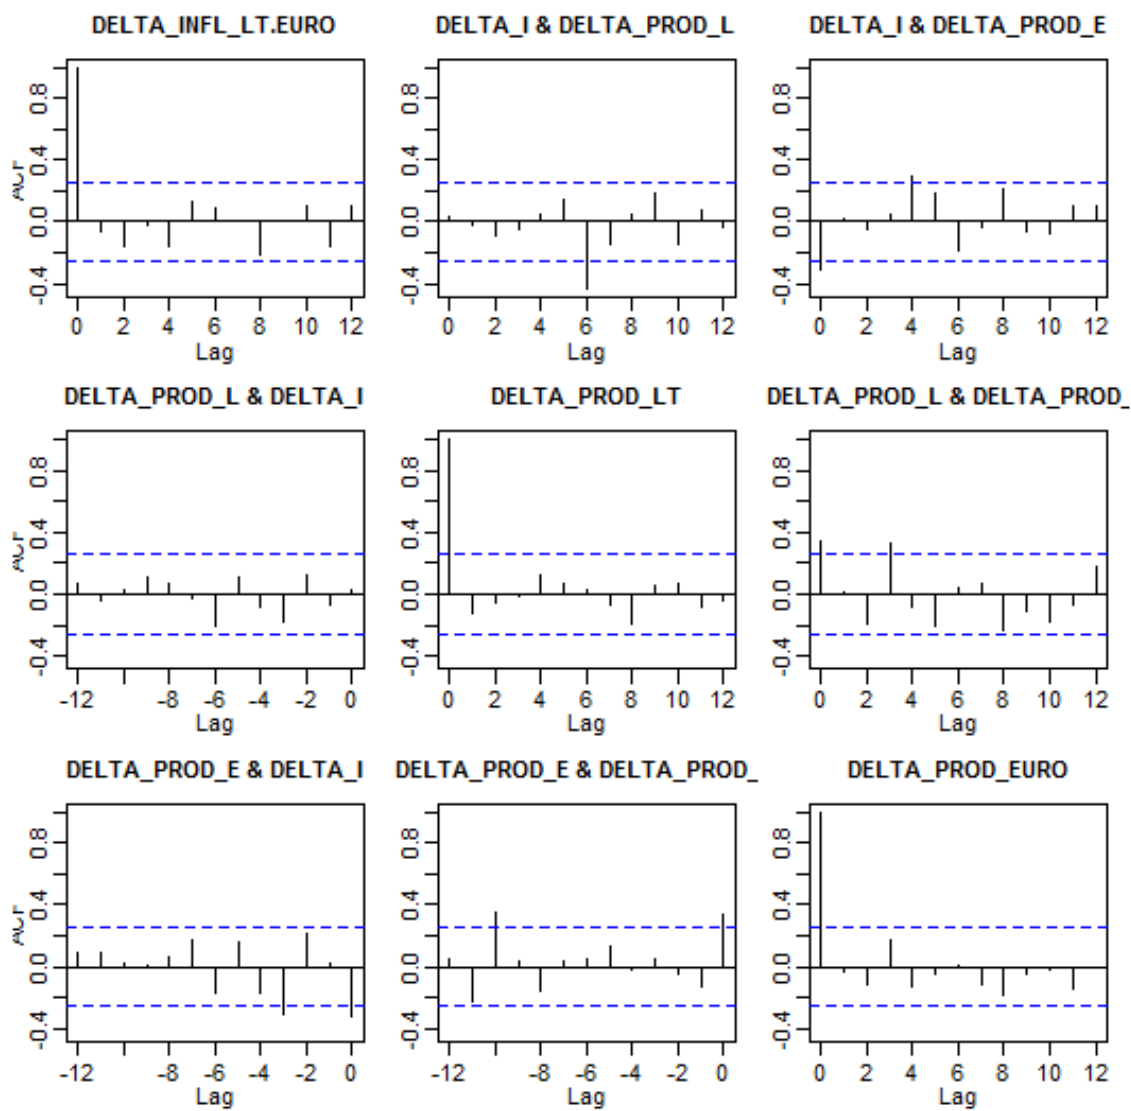 DELTA_INFL_LT.EURO DELTA_I & DELTA_PROD_L DELTA_I & DELTA_PROD_E
0.8 0.8 0.8
0.4 0.4 0.4
0.0 0.0 0.0
-0.4 -0.4 -0.4
0 2 4 6 8 10 12 0 2 4 6 8 10 12 0 2 4 6 8 10 12
Lag Lag Lag
DELTA_PROD_L & DELTA_I DELTA_PROD_LT DELTA_PROD_L & DELTA_PROD_
0.8 0.8 0.8
0.4 0.4 0.4
0.0 0.0 0.0
-0.4 -0.4 -0.4
-12 -8 -6 -4 -2 0 0 2 4 6 8 10 12 0 2 4 6 8 10 12
Lag Lag Lag
DELTA_PROD_E & DELTA_I DELTA_PROD_E & DELTA_PROD_ DELTA_PROD_EURO
0.8 0.8 0.8
0.4 0.4 0.4
0.0 0.0 0.0
-0.4 -0.4 -0.4
-12 -8 -6 -4 -2 0 -12 -8 -6 -4 -2 0 0 2 4 6 8 10 12
Lag Lag Lag